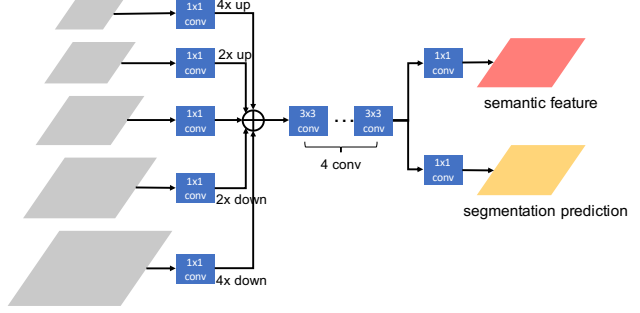 1x1
conv
4x up
1x1
conv
2x up
1x1
conv
1x1
conv
2x down
1x1
conv
4x down
3x3
conv
...
3x3
conv
4 conv
1x1
conv
semantic feature
1x1
conv
segmentation prediction